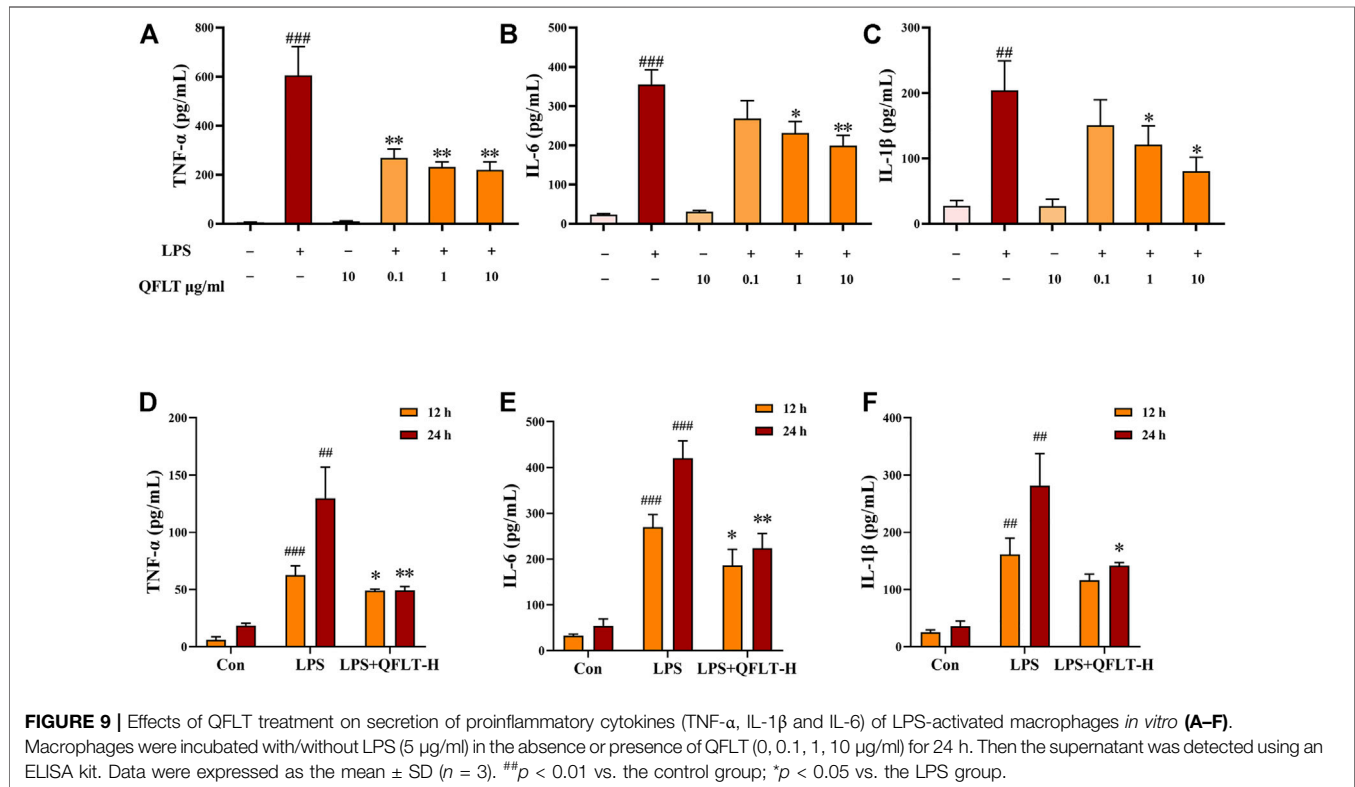 A
TNF-α (pg/mL)
800
600
400
200
0
###
**
**
**
B
IL-6 (pg/mL)
500
400
300
200
100
0
###
*
**
C
IL-1β (pg/mL)
300
200
100
0
##
*
*
LPS
– + – + + +
– + – + + +
– + – + + +
QFLT µg/ml
– – 10 0.1 1 10
– – 10 0.1 1 10
– – 10 0.1 1 10
D
TNF-α (pg/mL)
200
150
100
50
0
12 h
24 h
###
##
*
**
Con LPS LPS+QFLT-H
E
IL-6 (pg/mL)
500
400
300
200
100
0
12 h
24 h
###
###
*
**
Con LPS LPS+QFLT-H
F
IL-1β (pg/mL)
400
300
200
100
0
12 h
24 h
##
##
*
Con LPS LPS+QFLT-H
FIGURE 9 | Effects of QFLT treatment on secretion of proinflammatory cytokines (TNF-α, IL-1β and IL-6) of LPS-activated macrophages in vitro (A–F).
Macrophages were incubated with/without LPS (5 µg/ml) in the absence or presence of QFLT (0, 0.1, 1, 10 µg/ml) for 24 h. Then the supernatant was detected using an
ELISA kit. Data were expressed as the mean ± SD (n = 3). ##p < 0.01 vs. the control group; *p < 0.05 vs. the LPS group.